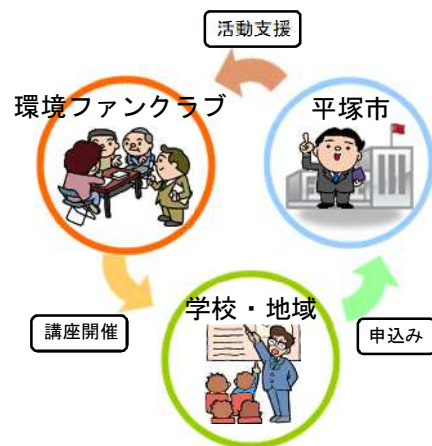 活動支援
環境ファンクラブ
平塚市
学校・地域
講座開催
申込み